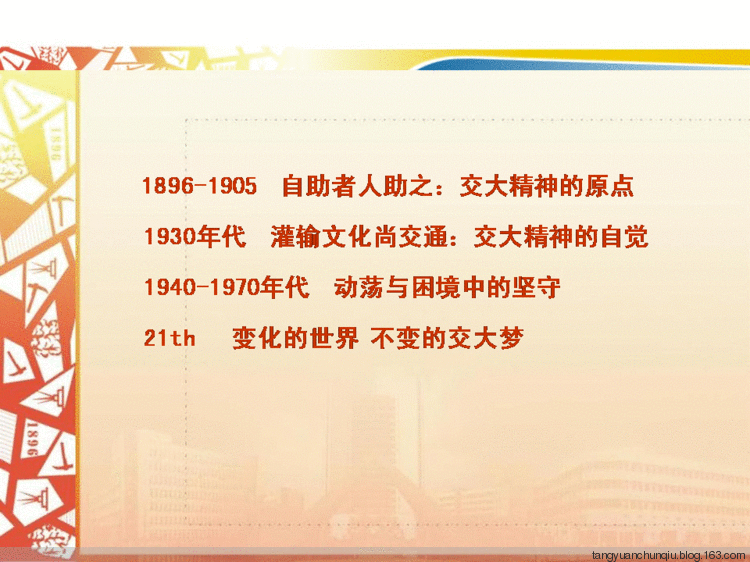 1896-1905 自助者人助之：交大精神的原点
1930年代 灌输文化尚交通：交大精神的自觉
1940-1970年代 动荡与困境中的坚守
21th 变化的世界 不变的交大梦
1896
1896
tangyuanchunqiu.blog.163.com